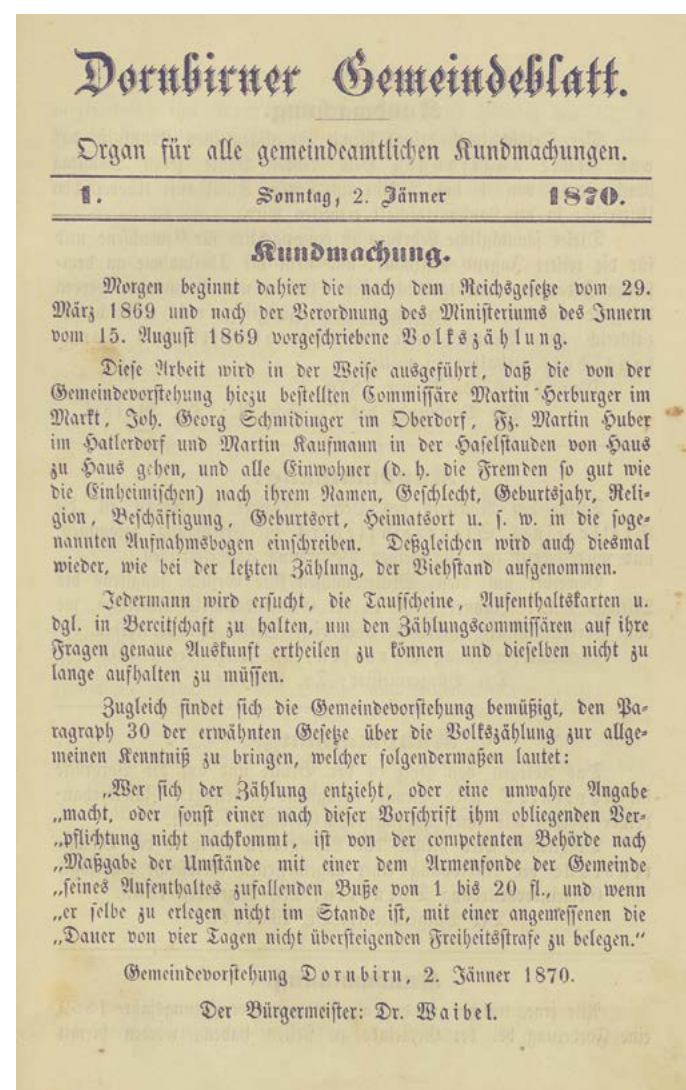 Dornbirner Gemeindeblatt.
Organ für alle gemeindeamtlichen Kundmachungen.
1. Sonntag, 2. Jänner 1870.
Kundmachung.
Morgen beginnt dahier die nach dem Reichsgesetze vom 29.
März 1869 und nach der Verordnung des Ministeriums des Innern
vom 15. August 1869 vorgeschriebene Volkszählung.
Diese Arbeit wird in der Weise ausgeführt, daß die von der
Gemeindevorstehung hiezu bestellten Commissäre Martin Herburger im
Markt, Joh. Georg Schmidinger im Oberdorf, Fz. Martin Huber
im Hatlerdorf und Martin Kaufmann in der Haselstauden von Haus
zu Haus gehen, und alle Einwohner (d. h. die Fremden so gut wie
die Einheimischen) nach ihrem Namen, Geschlecht, Geburtsjahr, Reli-
gion, Beschäftigung, Geburtsort, Heimatsort u. s. w. in die soge-
nannten Aufnahmsbogen einschreiben. Deßgleichen wird auch diesmal
wieder, wie bei der letzten Zählung, der Viehstand aufgenommen.
Jedermann wird ersucht, die Taufscheine, Aufenthaltskarten u.
dgl. in Bereitschaft zu halten, um den Zählungscommissären auf ihre
Fragen genaue Auskunft ertheilen zu können und dieselben nicht zu
lange aufhalten zu müssen.
Zugleich findet sich die Gemeindevorstehung bemüßigt, den Pa-
ragraph 30 der erwähnten Gesetze über die Volkszählung zur allge-
meinen Kenntniß zu bringen, welcher folgendermaßen lautet:
„Wer sich der Zählung entzieht, oder eine unwahre Angabe
„macht, oder sonst einer nach dieser Vorschrift ihm obliegenden Ver-
„pflichtung nicht nachkommt, ist von der competenten Behörde nach
„Maßgabe der Umstände mit einer dem Armenfonde der Gemeinde
„seines Aufenthaltes zufallenden Buße von 1 bis 20 fl., und wenn
„er selbe zu erlegen nicht im Stande ist, mit einer angemessenen die
„Dauer von vier Tagen nicht übersteigenden Freiheitsstrafe zu belegen.“
Gemeindevorstehung Dornbirn, 2. Jänner 1870.
Der Bürgermeister: Dr. Waibel.